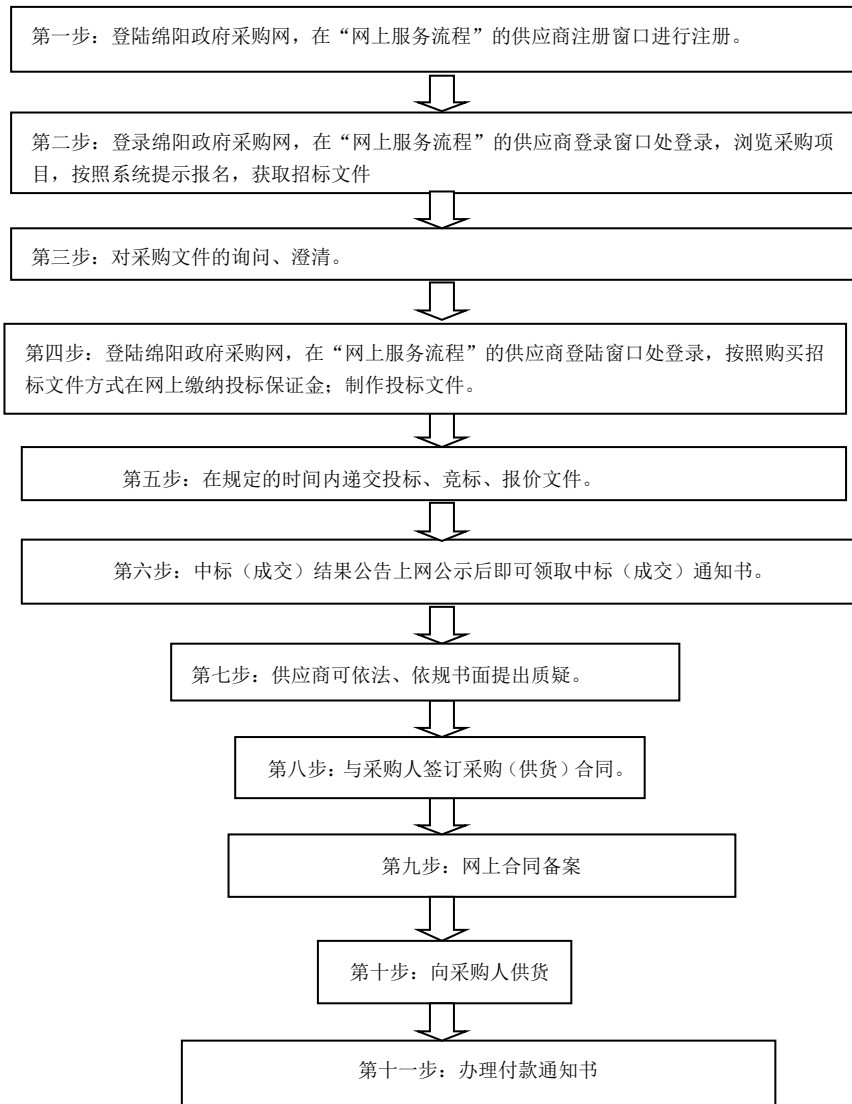 第一步：登陆绵阳政府采购网，在“网上服务流程”的供应商注册窗口进行注册。
第二步：登录绵阳政府采购网，在“网上服务流程”的供应商登录窗口处登录，浏览采购项
目，按照系统提示报名，获取招标文件
第三步：对采购文件的询问、澄清。
第四步：登陆绵阳政府采购网，在“网上服务流程”的供应商登陆窗口处登录，按照购买招
标文件方式在网上缴纳投标保证金；制作投标文件。
第五步：在规定的时间内递交投标、竞标、报价文件。
第六步：中标（成交）结果公告上网公示后即可领取中标（成交）通知书。
第七步：供应商可依法、依规书面提出质疑。
第八步：与采购人签订采购（供货）合同。
第九步：网上合同备案
第十步：向采购人供货
第十一步：办理付款通知书